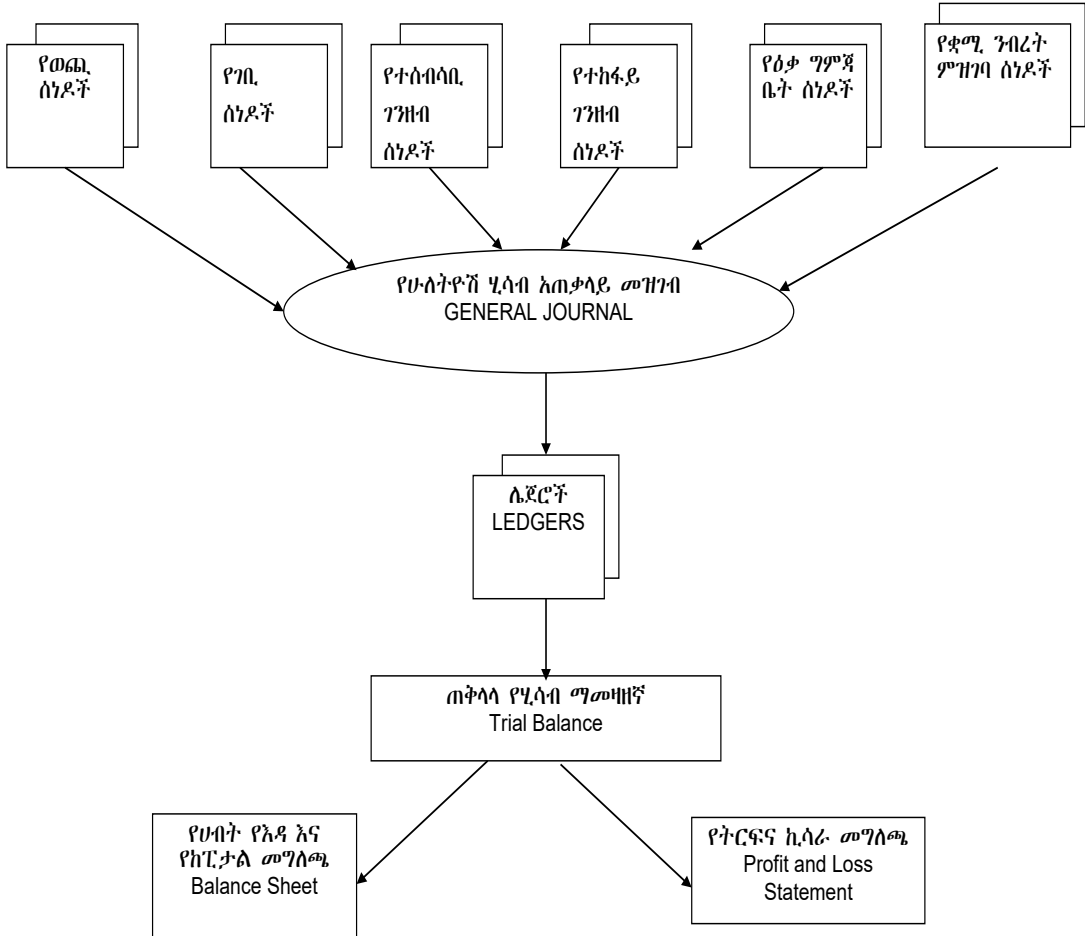 የወጪ
ሰነዶች
የገቢ
ሰነዶች
የተሰብሳቢ
ገንዘብ
ሰነዶች
የተከፋይ
ገንዘብ
ሰነዶች
የዕቃ ግምጃ
ቤት ሰነዶች
የቋሚ ንብረት
ምዝገባ ሰነዶች
የሁለትዮሽ ሂሳብ አጠቃላይ መዝገብ
GENERAL JOURNAL
ሌጀሮች
LEDGERS
ጠቅላላ የሂሳብ ማመዛዘኛ
Trial Balance
የሀብት የእዳ እና
የከፒታል መግለጫ
Balance Sheet
የትርፍና ኪሳራ መግለጫ
Profit and Loss
Statement